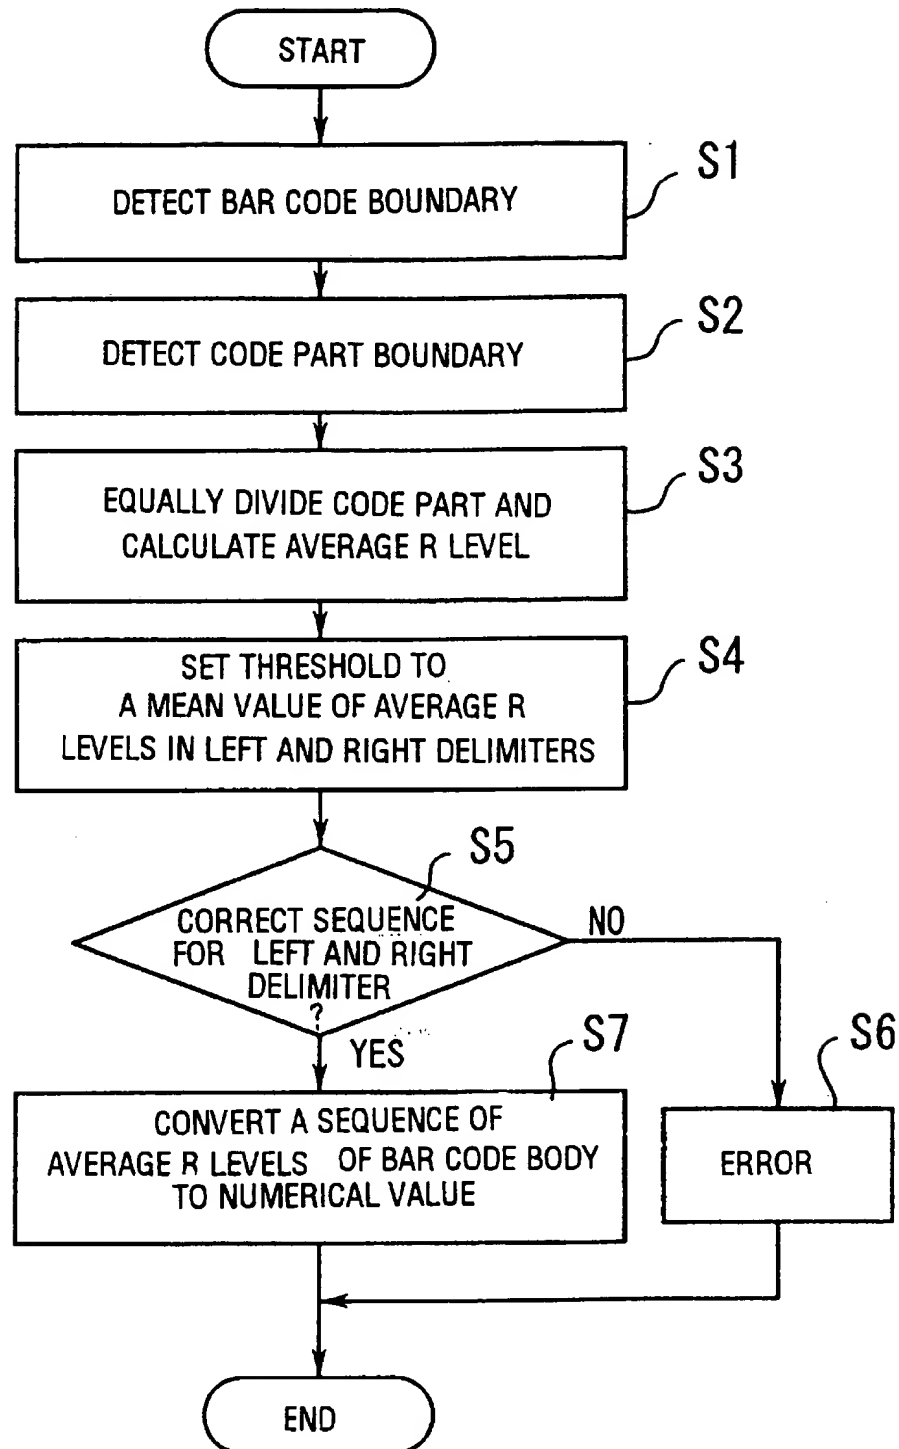 START
S1
DETECT BAR CODE BOUNDARY
S2
DETECT CODE PART BOUNDARY
S3
EQUALLY DIVIDE CODE PART AND
CALCULATE AVERAGE R LEVEL
S4
SET THRESHOLD TO
A MEAN VALUE OF AVERAGE R
LEVELS IN LEFT AND RIGHT DELIMITERS
S5
CORRECT SEQUENCE
FOR LEFT AND RIGHT
DELIMITER
?
NO
YES
S7
S6
CONVERT A SEQUENCE OF
AVERAGE R LEVELS OF BAR CODE BODY
TO NUMERICAL VALUE
ERROR
END